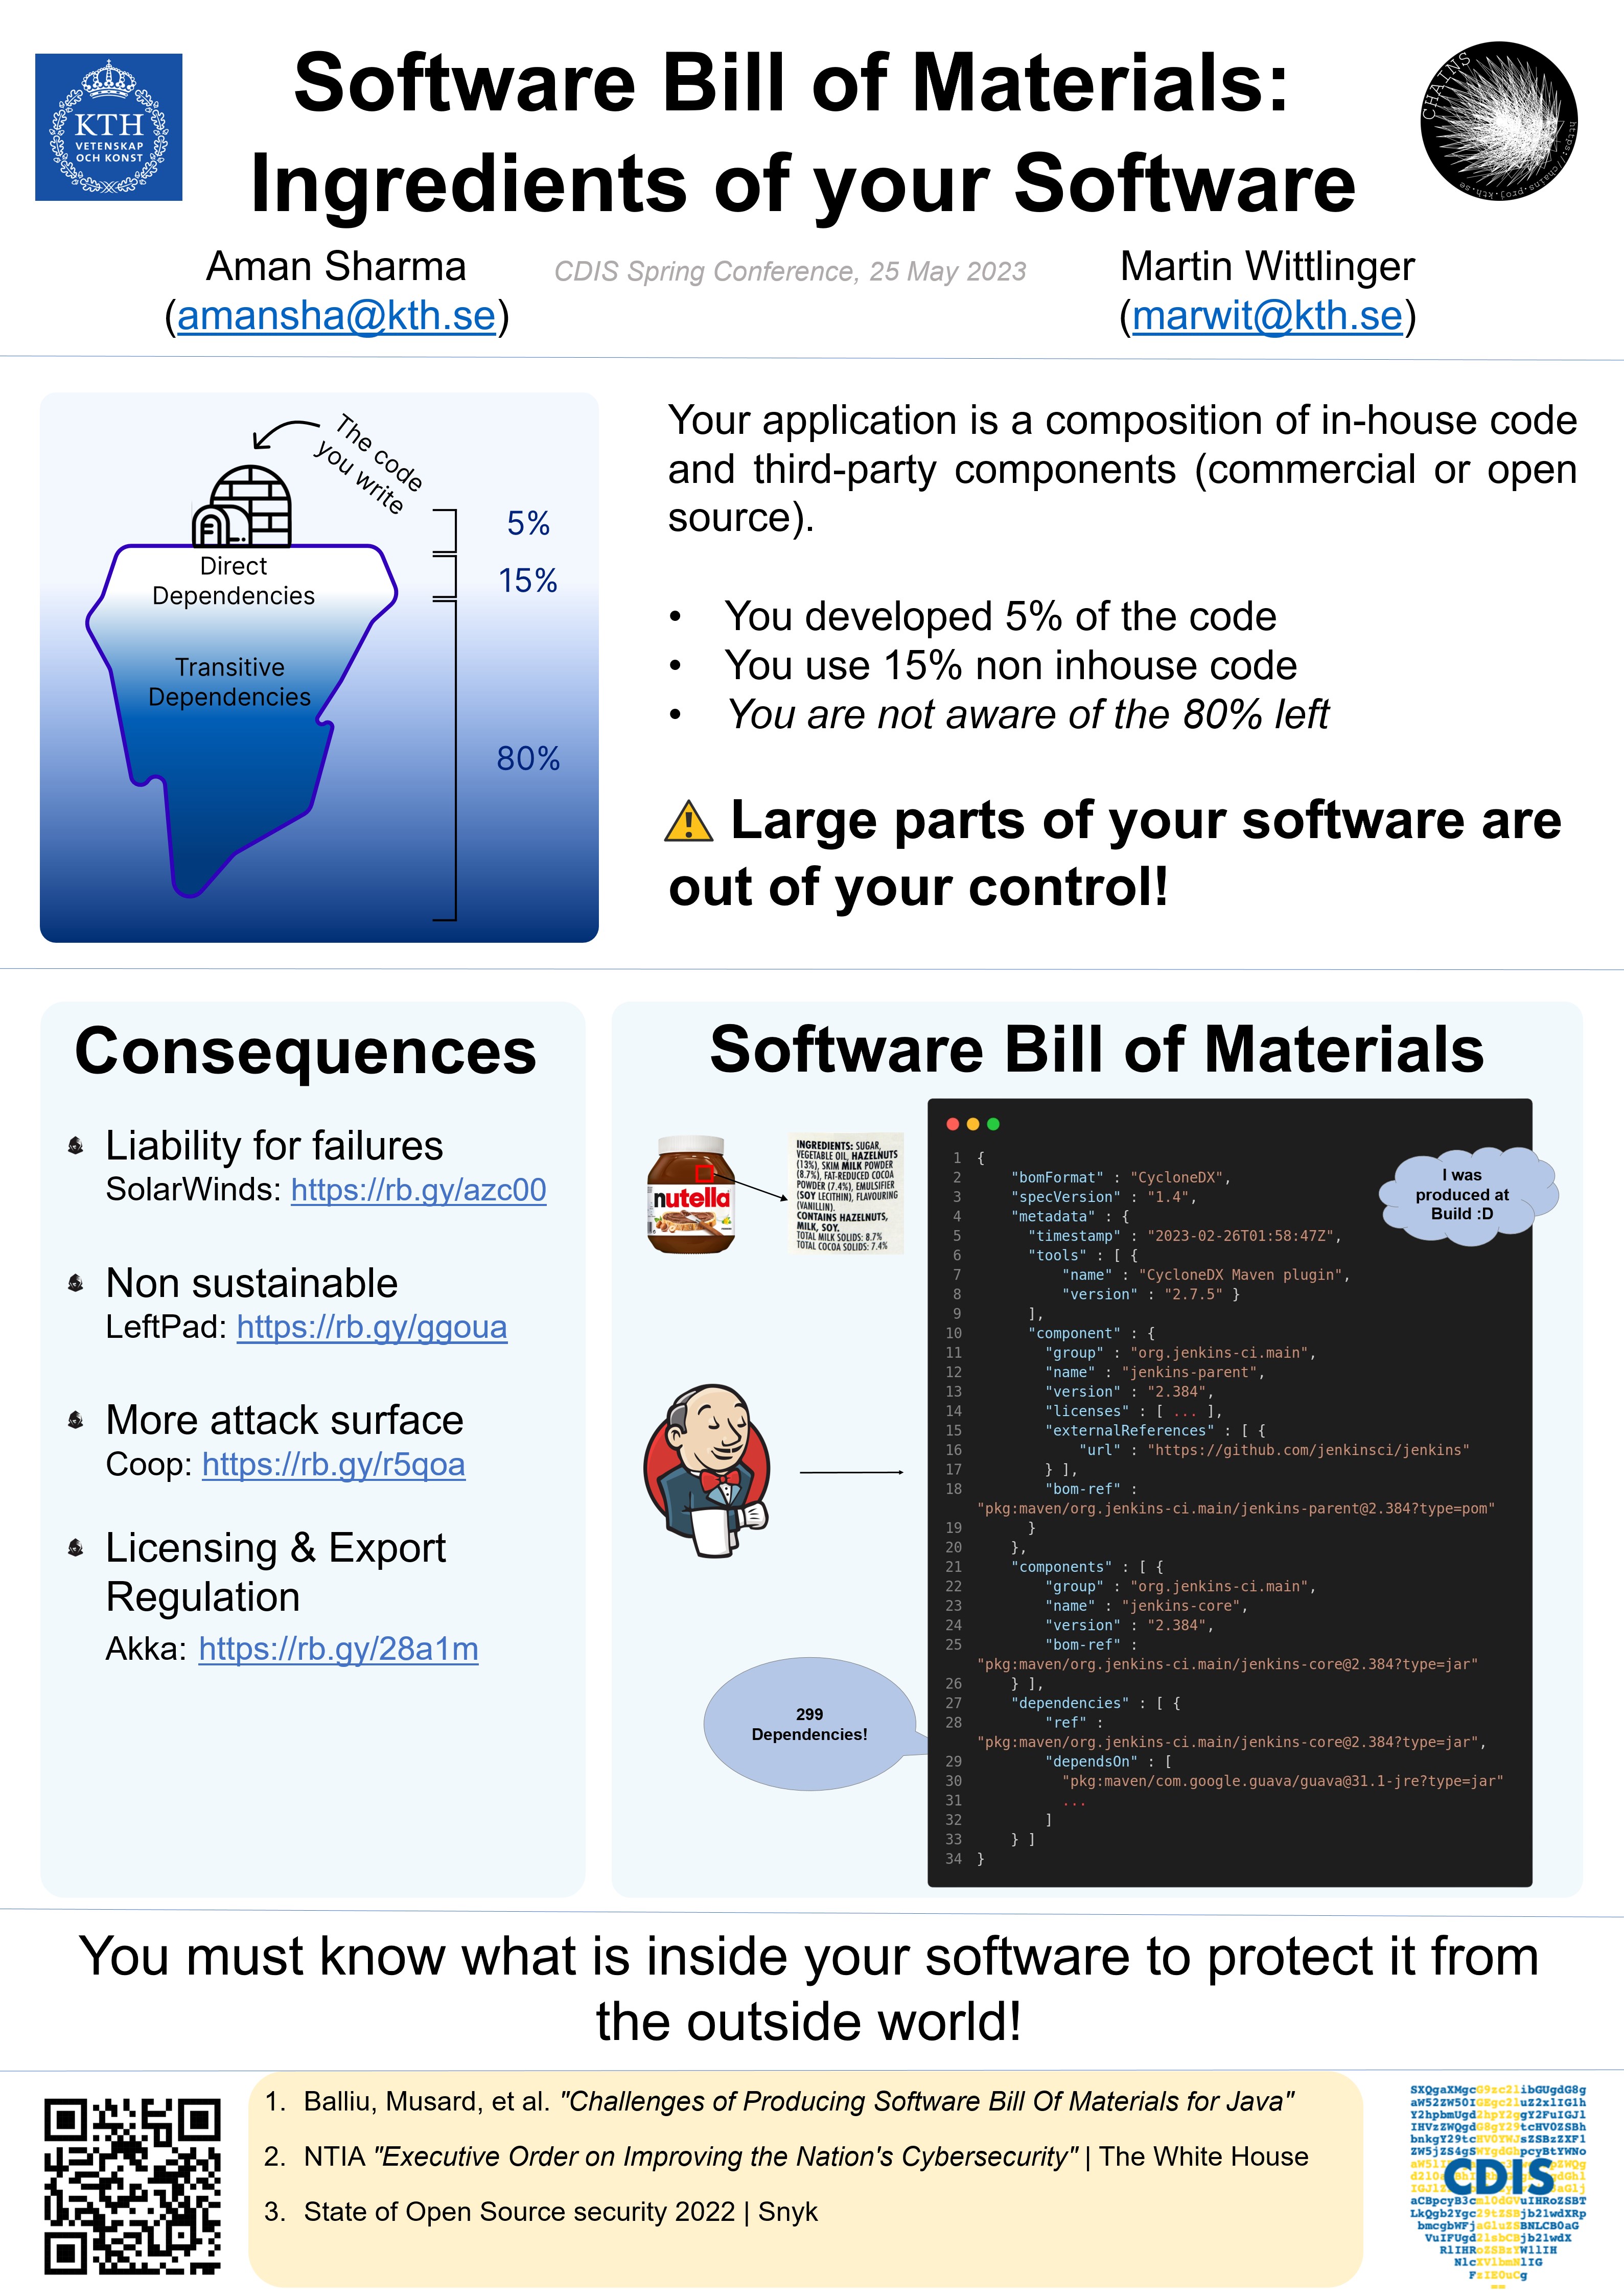 Software Bill of Materials:
Ingredients of your Software
KTH
VETENSKAP
OCH KONST
CHAINS
https://chains.proj.kth.se
Aman Sharma
(amansha@kth.se)
CDIS Spring Conference, 25 May 2023
Martin Wittlinger
(marwit@kth.se)
The code
you write
Direct
Dependencies
Transitive
Dependencies
5%
15%
80%
Your application is a composition of in-house code
and third-party components (commercial or open
source).
• You developed 5% of the code
• You use 15% non inhouse code
• You are not aware of the 80% left
⚠ Large parts of your software are
out of your control!
Consequences
Liability for failures
SolarWinds: https://rb.gy/azc00
Non sustainable
LeftPad: https://rb.gy/ggoua
More attack surface
Coop: https://rb.gy/r5qoa
Licensing & Export
Regulation
Akka: https://rb.gy/28a1m
Software Bill of Materials
nutella
INGREDIENTS: SUGAR,
VEGETABLE OIL, HAZELNUTS
(13%), SKIM MILK POWDER
(8.7%), FAT-REDUCED COCOA
POWDER (7.4%), EMULSIFIER
(SOY LECITHIN), FLAVOURING
(VANILLIN).
CONTAINS HAZELNUTS,
MILK, SOY.
TOTAL MILK SOLIDS: 8.7%
TOTAL COCOA SOLIDS: 7.4%
299
Dependencies!
I was
produced at
Build :D
1 {
2 "bomFormat" : "CycloneDX",
3 "specVersion" : "1.4",
4 "metadata" : {
5 "timestamp" : "2023-02-26T01:58:47Z",
6 "tools" : [ {
7 "name" : "CycloneDX Maven plugin",
8 "version" : "2.7.5" }
9 ],
10 "component" : {
11 "group" : "org.jenkins-ci.main",
12 "name" : "jenkins-parent",
13 "version" : "2.384",
14 "licenses" : [ ... ],
15 "externalReferences" : [ {
16 "url" : "https://github.com/jenkinsci/jenkins"
17 } ],
18 "bom-ref" :
"pkg:maven/org.jenkins-ci.main/jenkins-parent@2.384?type=pom"
19 }
20 },
21 "components" : [ {
22 "group" : "org.jenkins-ci.main",
23 "name" : "jenkins-core",
24 "version" : "2.384",
25 "bom-ref" :
"pkg:maven/org.jenkins-ci.main/jenkins-core@2.384?type=jar"
26 } ],
27 "dependencies" : [ {
28 "ref" :
"pkg:maven/org.jenkins-ci.main/jenkins-core@2.384?type=jar",
29 "dependsOn" : [
30 "pkg:maven/com.google.guava/guava@31.1-jre?type=jar"
31 ...
32 ]
33 } ]
34 }
You must know what is inside your software to protect it from
the outside world!
1. Balliu, Musard, et al. "Challenges of Producing Software Bill Of Materials for Java"
2. NTIA "Executive Order on Improving the Nation's Cybersecurity" | The White House
3. State of Open Source security 2022 | Snyk
CDIS